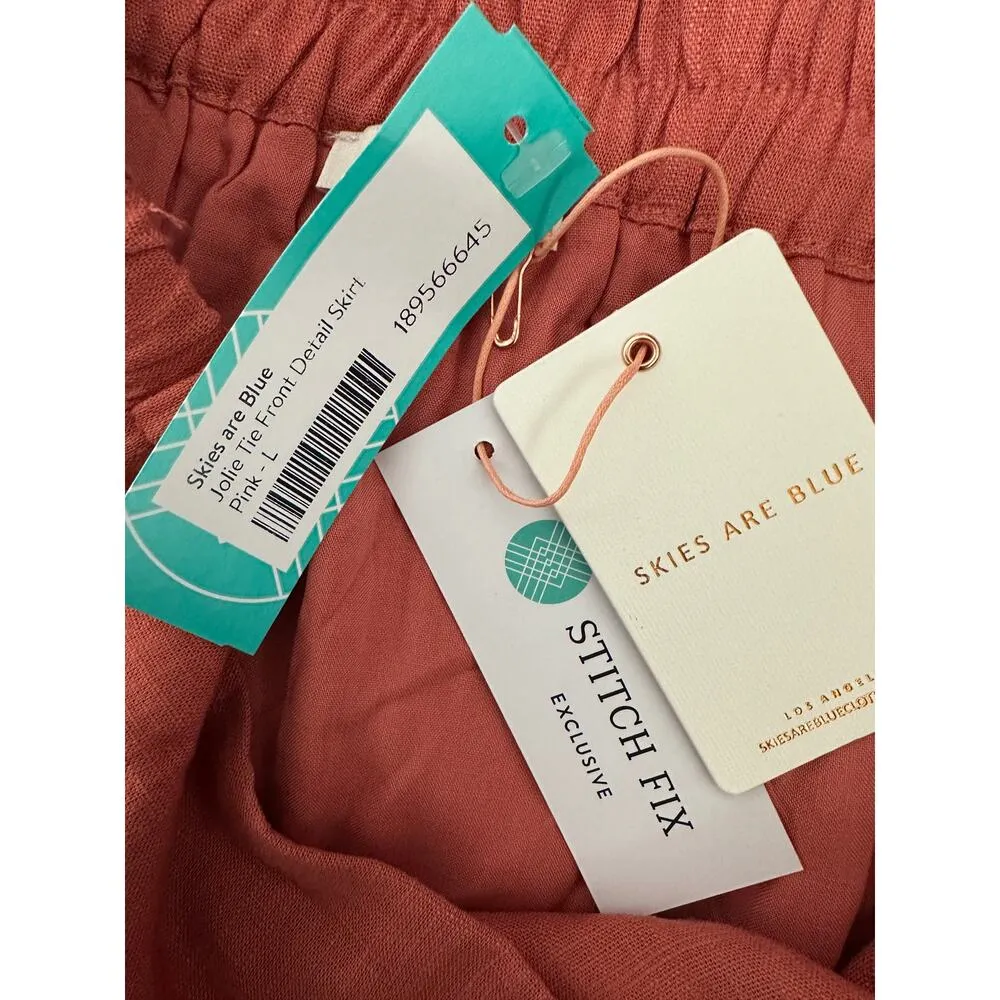 Skies are Blue
Jolie Tie Front Detail Skirt
Pink - L
189566645
STITCH FIX
EXCLUSIVE
SKIES ARE BLUE
LOS ANGEL
SKIESAREBLUECLOT